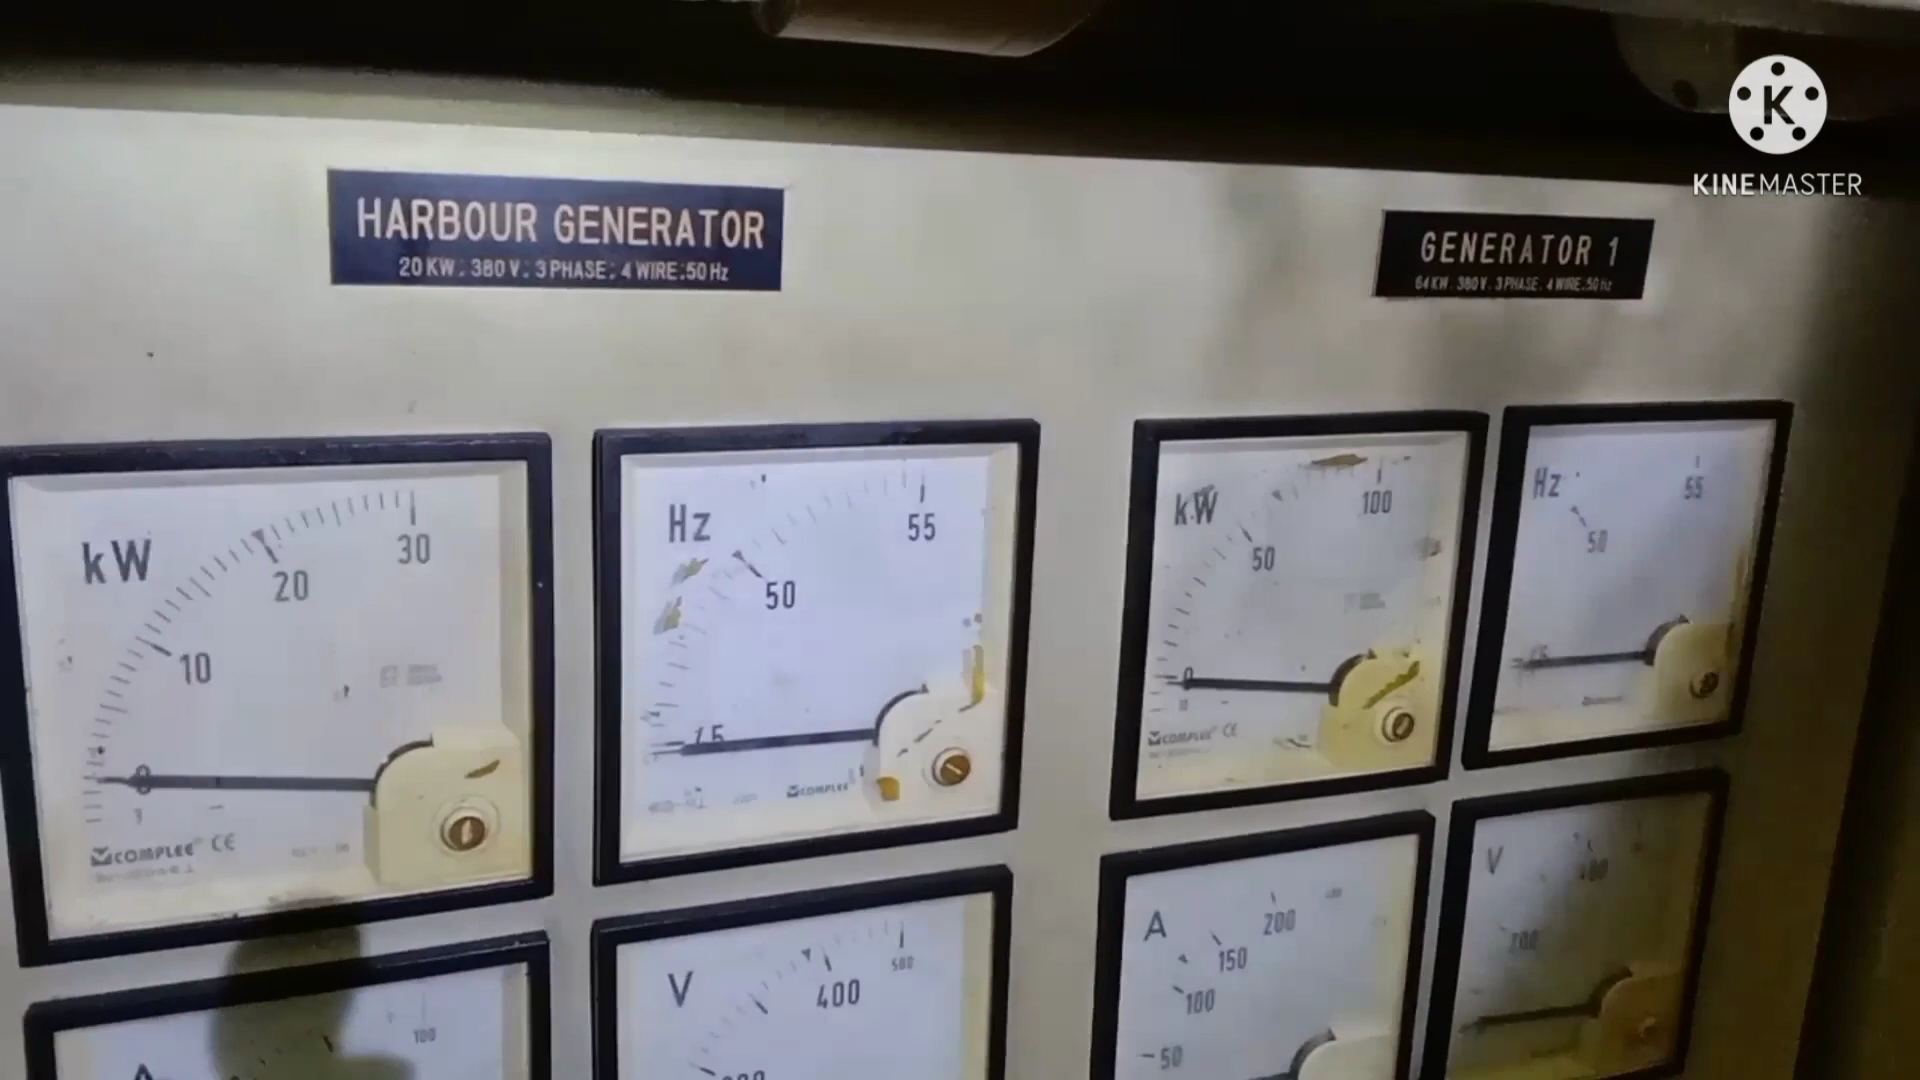 K
KINEMASTER
HARBOUR GENERATOR
20 KW. 380 V. 3 PHASE. 4 WIRE. 50 Hz
GENERATOR 1
64 KW. 380 V. 3 PHASE. 4 WIRE. 50 Hz
kW
10
20
30
0
COMPLEE CE
Hz
50
55
COMPLEE
kW
50
100
0
COMPLEE CE
Hz
50
55
A
100
V
400
500
A
50
100
150
200
V